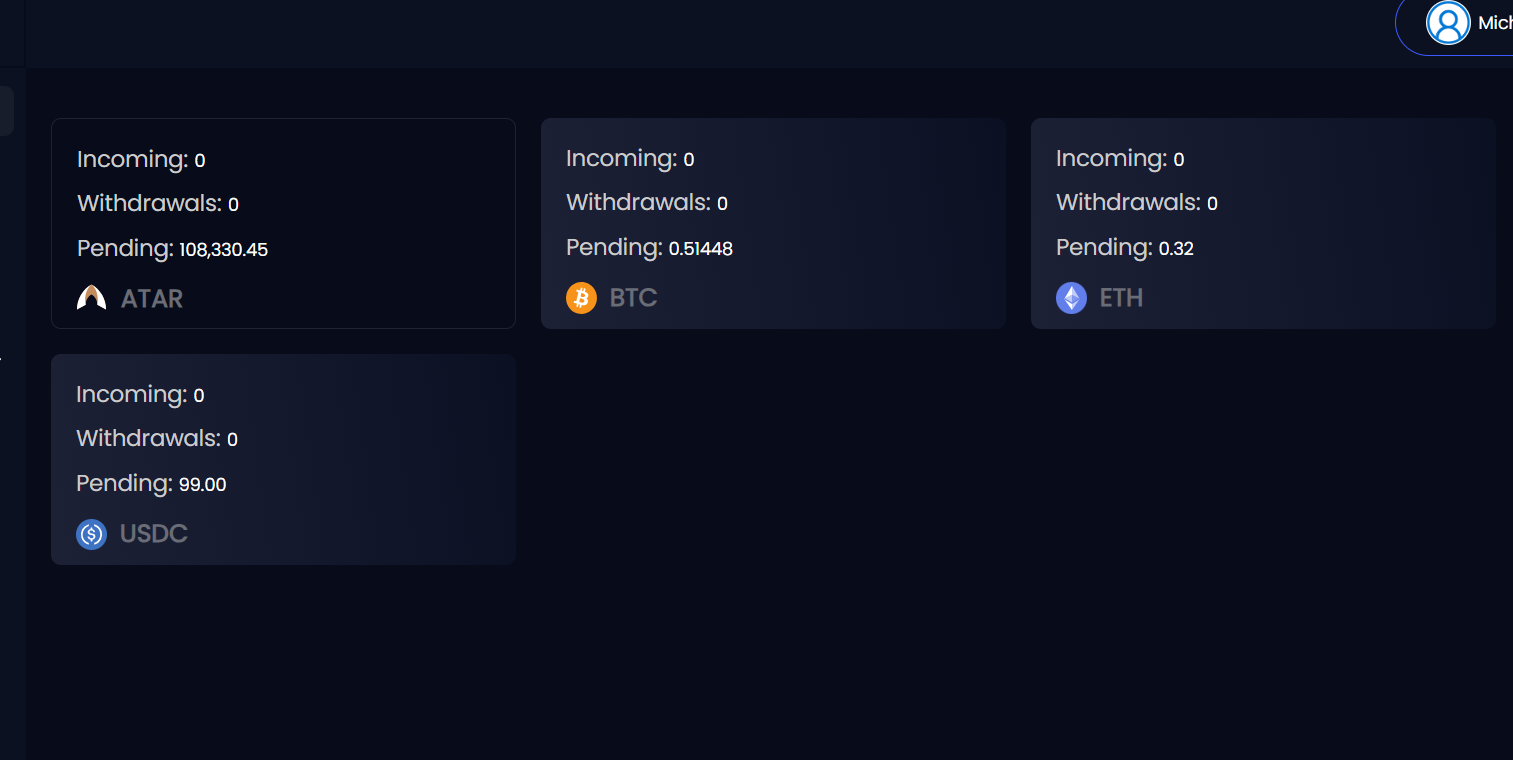 Mich
Incoming: 0
Withdrawals: 0
Pending: 108,330.45
ATAR
Incoming: 0
Withdrawals: 0
Pending: 0.51448
BTC
Incoming: 0
Withdrawals: 0
Pending: 0.32
ETH
Incoming: 0
Withdrawals: 0
Pending: 99.00
USDC